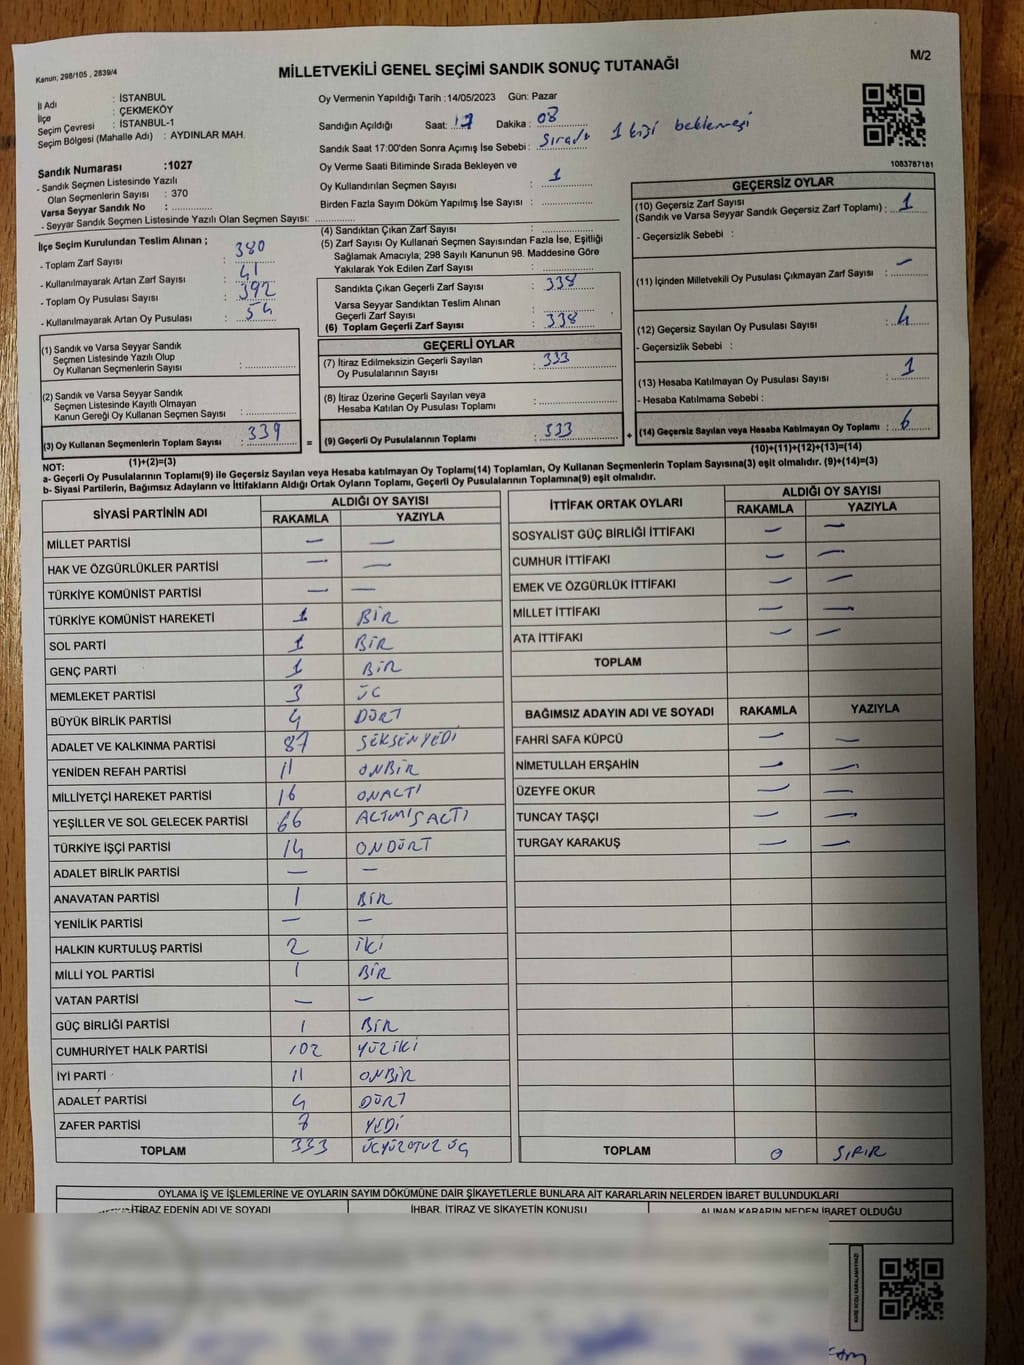 Kanun; 298/105 , 2839/4
M/2
MİLLETVEKİLİ GENEL SEÇİMİ SANDIK SONUÇ TUTANAĞI
İl Adı : İSTANBUL
İlçe : ÇEKMEKÖY
Seçim Çevresi : İSTANBUL-1
Seçim Bölgesi (Mahalle Adı) : AYDINLAR MAH.
Sandık Numarası :1027
- Sandık Seçmen Listesinde Yazılı
Olan Seçmenlerin Sayısı : 370
Varsa Seyyar Sandık No :
- Seyyar Sandık Seçmen Listesinde Yazılı Olan Seçmen Sayısı:
Oy Vermenin Yapıldığı Tarih :14/05/2023 Gün: Pazar
Sandığın Açıldığı Saat: 17 Dakika : 08
Sandık Saat 17:00'den Sonra Açımış İse Sebebi : Sırada 1 kişi beklemesi
Oy Verme Saati Bitiminde Sırada Bekleyen ve
Oy Kullandırılan Seçmen Sayısı : 1
Birden Fazla Sayım Döküm Yapılmış İse Sayısı :
1083787181
İlçe Seçim Kurulundan Teslim Alınan ;
- Toplam Zarf Sayısı : 380
- Kullanılmayarak Artan Zarf Sayısı : 41
- Toplam Oy Pusulası Sayısı : 392
- Kullanılmayarak Artan Oy Pusulası : 54
(1) Sandık ve Varsa Seyyar Sandık
Seçmen Listesinde Yazılı Olup
Oy Kullanan Seçmenlerin Sayısı :
(2) Sandık ve Varsa Seyyar Sandık
Seçmen Listesinde Kayıtlı Olmayan
Kanun Gereği Oy Kullanan Seçmen Sayısı :
(3) Oy Kullanan Seçmenlerin Toplam Sayısı : 339
(1)+(2)=(3)
(4) Sandıktan Çıkan Zarf Sayısı :
(5) Zarf Sayısı Oy Kullanan Seçmen Sayısından Fazla İse, Eşitliği
Sağlamak Amacıyla; 298 Sayılı Kanunun 98. Maddesine Göre
Yakılarak Yok Edilen Zarf Sayısı :
Sandıkta Çıkan Geçerli Zarf Sayısı : 338
Varsa Seyyar Sandıktan Teslim Alınan
Geçerli Zarf Sayısı :
(6) Toplam Geçerli Zarf Sayısı : 338
GEÇERLİ OYLAR
(7) İtiraz Edilmeksizin Geçerli Sayılan
Oy Pusulalarının Sayısı : 333
(8) İtiraz Üzerine Geçerli Sayılan veya
Hesaba Katılan Oy Pusulası Toplamı :
= (9) Geçerli Oy Pusulalarının Toplamı : 333
GEÇERSİZ OYLAR
(10) Geçersiz Zarf Sayısı
(Sandık ve Varsa Seyyar Sandık Geçersiz Zarf Toplamı) : 1
- Geçersizlik Sebebi :
(11) İçinden Milletvekili Oy Pusulası Çıkmayan Zarf Sayısı : —
(12) Geçersiz Sayılan Oy Pusulası Sayısı : 4
- Geçersizlik Sebebi :
(13) Hesaba Katılmayan Oy Pusulası Sayısı : 1
- Hesaba Katılmama Sebebi :
+ (14) Geçersiz Sayılan veya Hesaba Katılmayan Oy Toplamı : 6
(10)+(11)+(12)+(13)=(14)
NOT:
a- Geçerli Oy Pusulalarının Toplamı(9) ile Geçersiz Sayılan veya Hesaba katılmayan Oy Toplamı(14) Toplamları, Oy Kullanan Seçmenlerin Toplam Sayısına(3) eşit olmalıdır. (9)+(14)=(3)
b- Siyasi Partilerin, Bağımsız Adayların ve İttifakların Aldığı Ortak Oyların Toplamı, Geçerli Oy Pusulalarının Toplamına(9) eşit olmalıdır.
SİYASİ PARTİNİN ADI ALDIĞI OY SAYISI
RAKAMLA YAZIYLA
MİLLET PARTİSİ — —
HAK VE ÖZGÜRLÜKLER PARTİSİ — —
TÜRKİYE KOMÜNİST PARTİSİ — —
TÜRKİYE KOMÜNİST HAREKETİ 1 BİR
SOL PARTİ 1 BİR
GENÇ PARTİ 1 BİR
MEMLEKET PARTİSİ 3 ÜC
BÜYÜK BİRLİK PARTİSİ 4 DÖRT
ADALET VE KALKINMA PARTİSİ 87 SEKSENYEDİ
YENİDEN REFAH PARTİSİ 11 ONBİR
MİLLİYETÇİ HAREKET PARTİSİ 16 ONALTI
YEŞİLLER VE SOL GELECEK PARTİSİ 66 ALTMIŞALTI
TÜRKİYE İŞÇİ PARTİSİ 14 ONDÖRT
ADALET BİRLİK PARTİSİ — —
ANAVATAN PARTİSİ 1 BİR
YENİLİK PARTİSİ — —
HALKIN KURTULUŞ PARTİSİ 2 İKİ
MİLLİ YOL PARTİSİ 1 BİR
VATAN PARTİSİ — —
GÜÇ BİRLİĞİ PARTİSİ 1 BİR
CUMHURİYET HALK PARTİSİ 102 YÜZİKİ
İYİ PARTİ 11 ONBİR
ADALET PARTİSİ 4 DÖRT
ZAFER PARTİSİ 7 YEDİ
TOPLAM 333 ÜÇYÜZOTUZ ÜÇ
İTTİFAK ORTAK OYLARI ALDIĞI OY SAYISI
RAKAMLA YAZIYLA
SOSYALİST GÜÇ BİRLİĞİ İTTİFAKI — —
CUMHUR İTTİFAKI — —
EMEK VE ÖZGÜRLÜK İTTİFAKI — —
MİLLET İTTİFAKI — —
ATA İTTİFAKI — —
TOPLAM
BAĞIMSIZ ADAYIN ADI VE SOYADI RAKAMLA YAZIYLA
FAHRİ SAFA KÜPCÜ — —
NİMETULLAH ERŞAHİN — —
ÜZEYFE OKUR — —
TUNCAY TAŞÇI — —
TURGAY KARAKUŞ — —
TOPLAM 0 SIFIR
OYLAMA İŞ VE İŞLEMLERİNE VE OYLARIN SAYIM DÖKÜMÜNE DAİR ŞİKAYETLERLE BUNLARA AİT KARARLARIN NELERDEN İBARET BULUNDUKLARI
İTİRAZ EDENİN ADI VE SOYADI İHBAR, İTİRAZ VE ŞİKAYETİN KONUSU ALINAN KARARIN NEDEN İBARET OLDUĞU